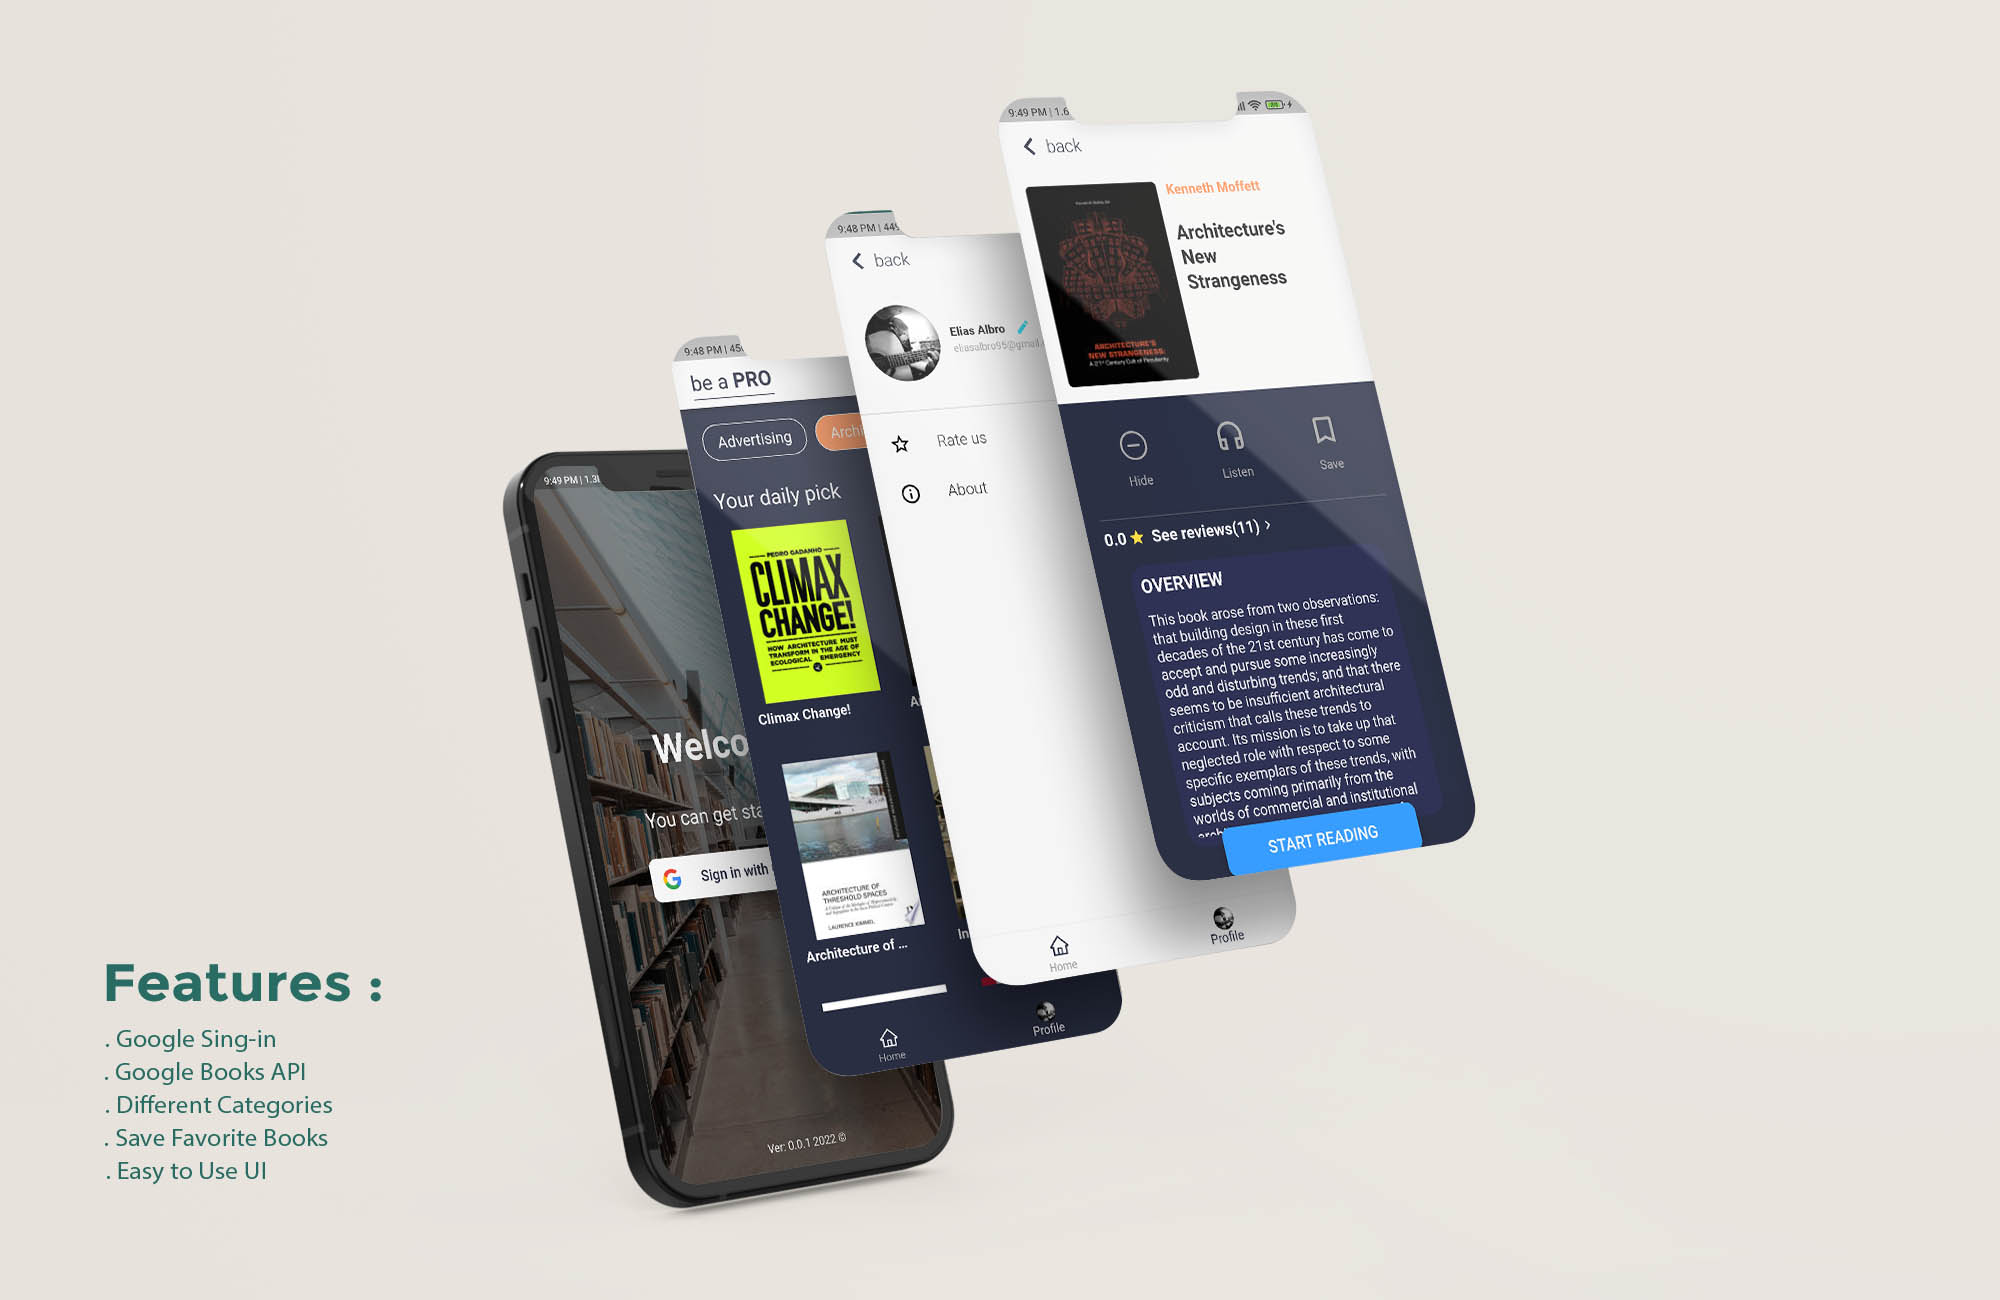 9:49 PM | 1.6
back
Kenneth Moffett
Architecture's
New
Strangeness
ARCHITECTURE'S
NEW STRANGENESS:
A 21st Century Cult of Peculiarity
Hide
Listen
Save
0.0 See reviews(11) >
OVERVIEW
This book arose from two observations:
that building design in these first
decades of the 21st century has come to
accept and pursue some increasingly
odd and disturbing trends; and that there
seems to be insufficient architectural
criticism that calls these trends to
account. Its mission is to take up that
neglected role with respect to some
specific exemplars of these trends, with
subjects coming primarily from the
worlds of commercial and institutional
START READING
9:48 PM | 449
back
Elias Albro
eliasalbro95@gmail.
Rate us
About
Home
Profile
9:48 PM | 45
be a PRO
Advertising
Archi
Your daily pick
PEDRO GADANHO
CLIMAX
CHANGE!
HOW ARCHITECTURE MUST
TRANSFORM IN THE AGE OF
ECOLOGICAL EMERGENCY
Climax Change!
A
ARCHITECTURE OF
THRESHOLD SPACES
LAURENCE KIMMEL
Architecture of ...
In
Home
Profile
9:49 PM | 1.3
Welco
You can get sta
Sign in with
Ver: 0.0.1 2022 ©
Features :
. Google Sing-in
. Google Books API
. Different Categories
. Save Favorite Books
. Easy to Use UI